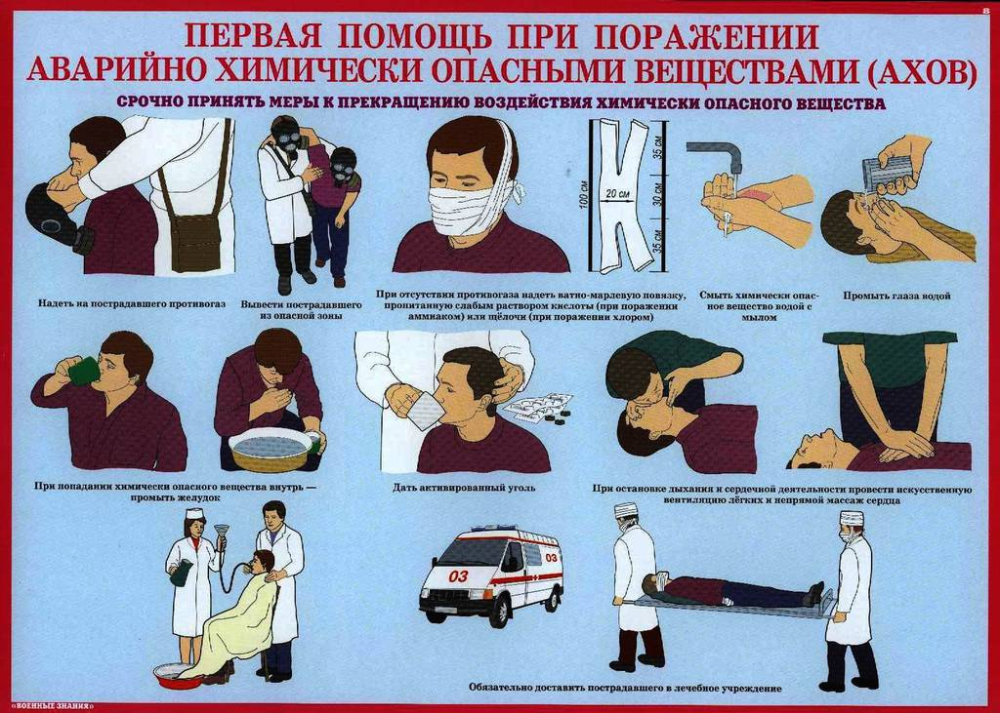 8
ПЕРВАЯ ПОМОЩЬ ПРИ ПОРАЖЕНИИ
АВАРИЙНО ХИМИЧЕСКИ ОПАСНЫМИ ВЕЩЕСТВАМИ (АХОВ)
СРОЧНО ПРИНЯТЬ МЕРЫ К ПРЕКРАЩЕНИЮ ВОЗДЕЙСТВИЯ ХИМИЧЕСКИ ОПАСНОГО ВЕЩЕСТВА
100 см
20 см
35 см
30 см
35 см
Надеть на пострадавшего противогаз
Вывести пострадавшего
из опасной зоны
При отсутствии противогаза надеть ватно-марлевую повязку,
пропитанную слабым раствором кислоты (при поражении
аммиаком) или щёлочи (при поражении хлором)
Смыть химически опас-
ное вещество водой с
мылом
Промыть глаза водой
При попадании химически опасного вещества внутрь —
промыть желудок
Дать активированный уголь
При остановке дыхания и сердечной деятельности провести искусственную
вентиляцию лёгких и непрямой массаж сердца
03
03
Обязательно доставить пострадавшего в лечебное учреждение
«ВОЕННЫЕ ЗНАНИЯ»